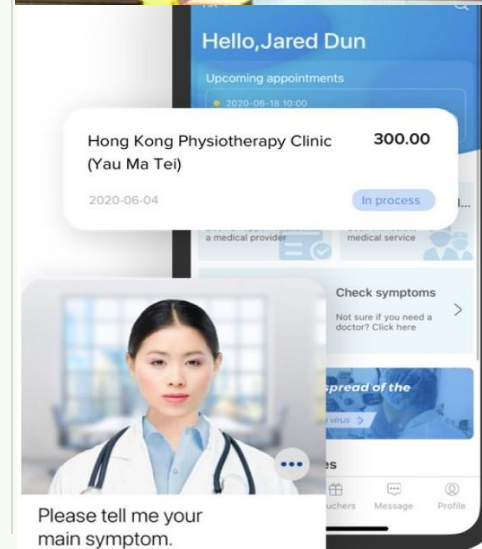 Hello,Jared Dun
Upcoming appointments
2020-06-18 10:00
Hong Kong Physiotherapy Clinic
(Yau Ma Tei)
300.00
2020-06-04
In process
a medical provider
medical service
Check symptoms
Not sure if you need a
doctor? Click here
spread of the
virus >
Message
Profile
Please tell me your
main symptom.